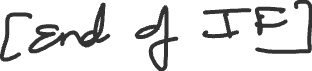 [End of IF]